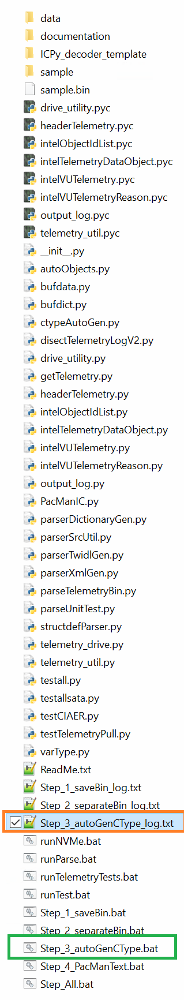 data
documentation
ICPy_decoder_template
sample
sample.bin
drive_utility.pyc
headerTelemetry.pyc
intelObjectIdList.pyc
intelTelemetryDataObject.pyc
intelVUTelemetry.pyc
intelVUTelemetryReason.pyc
output_log.pyc
telemetry_util.pyc
__init__.py
autoObjects.py
bufdata.py
bufdict.py
ctypeAutoGen.py
disectTelemetryLogV2.py
drive_utility.py
getTelemetry.py
headerTelemetry.py
intelObjectIdList.py
intelTelemetryDataObject.py
intelVUTelemetry.py
intelVUTelemetryReason.py
output_log.py
PacManIC.py
parserDictionaryGen.py
parserSrcUtil.py
parserTwidlGen.py
parserXmlGen.py
parseTelemetryBin.py
parseUnitTest.py
structdefParser.py
telemetry_drive.py
telemetry_util.py
testall.py
testallsata.py
testCIAER.py
testTelemetryPull.py
varType.py
ReadMe.txt
Step_1_saveBin_log.txt
Step_2_separateBin_log.txt
Step_3_autoGenCType_log.txt
runNVMe.bat
runParse.bat
runTelemetryTests.bat
runTest.bat
Step_1_saveBin.bat
Step_2_separateBin.bat
Step_3_autoGenCType.bat
Step_4_PacManText.bat
Step_All.bat